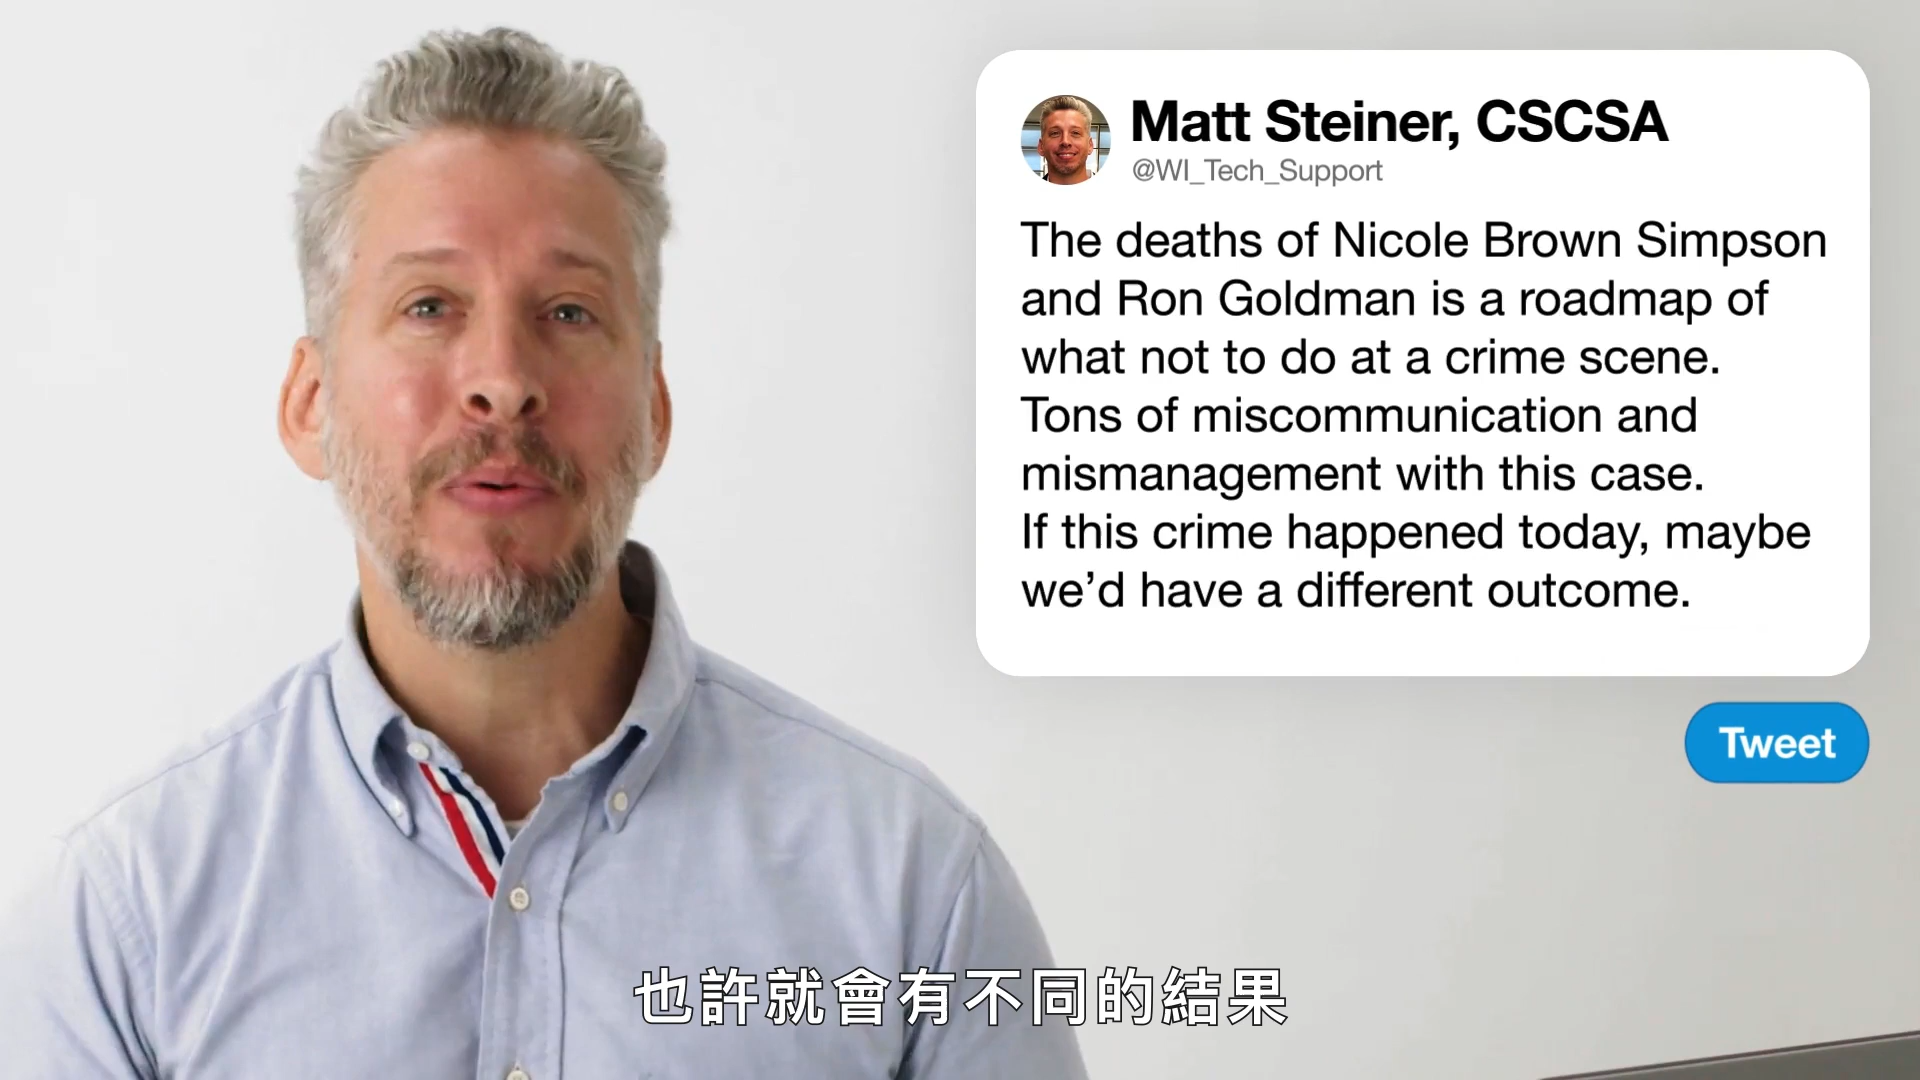 Matt Steiner, CSCSA
@WI_Tech_Support
The deaths of Nicole Brown Simpson
and Ron Goldman is a roadmap of
what not to do at a crime scene.
Tons of miscommunication and
mismanagement with this case.
If this crime happened today, maybe
we’d have a different outcome.
Tweet
也許就會有不同的結果